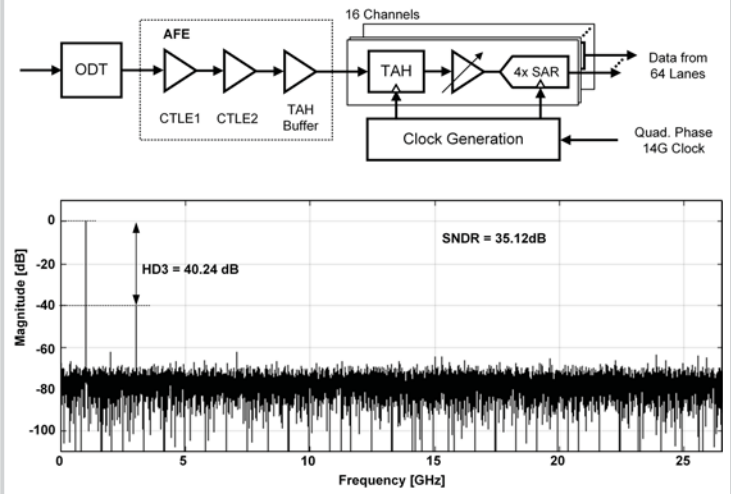 16 Channels
AFE
ODT
CTLE1
CTLE2
TAH
Buffer
TAH
4x SAR
Data from
64 Lanes
Clock Generation
Quad. Phase
14G Clock
Magnitude [dB]
0
-20
-40
-60
-80
-100
SNDR = 35.12dB
HD3 = 40.24 dB
0
5
10
15
20
25
Frequency [GHz]